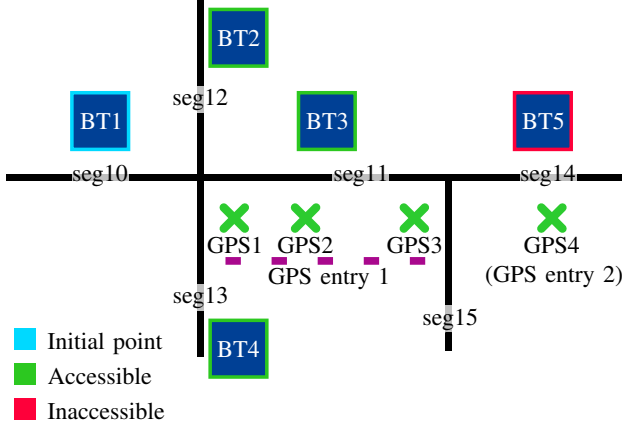 BT2
seg12
BT1
BT3
BT5
seg10
seg11
seg14
GPS1
GPS2
GPS3
GPS4
GPS entry 1
(GPS entry 2)
seg13
seg15
BT4
Initial point
Accessible
Inaccessible